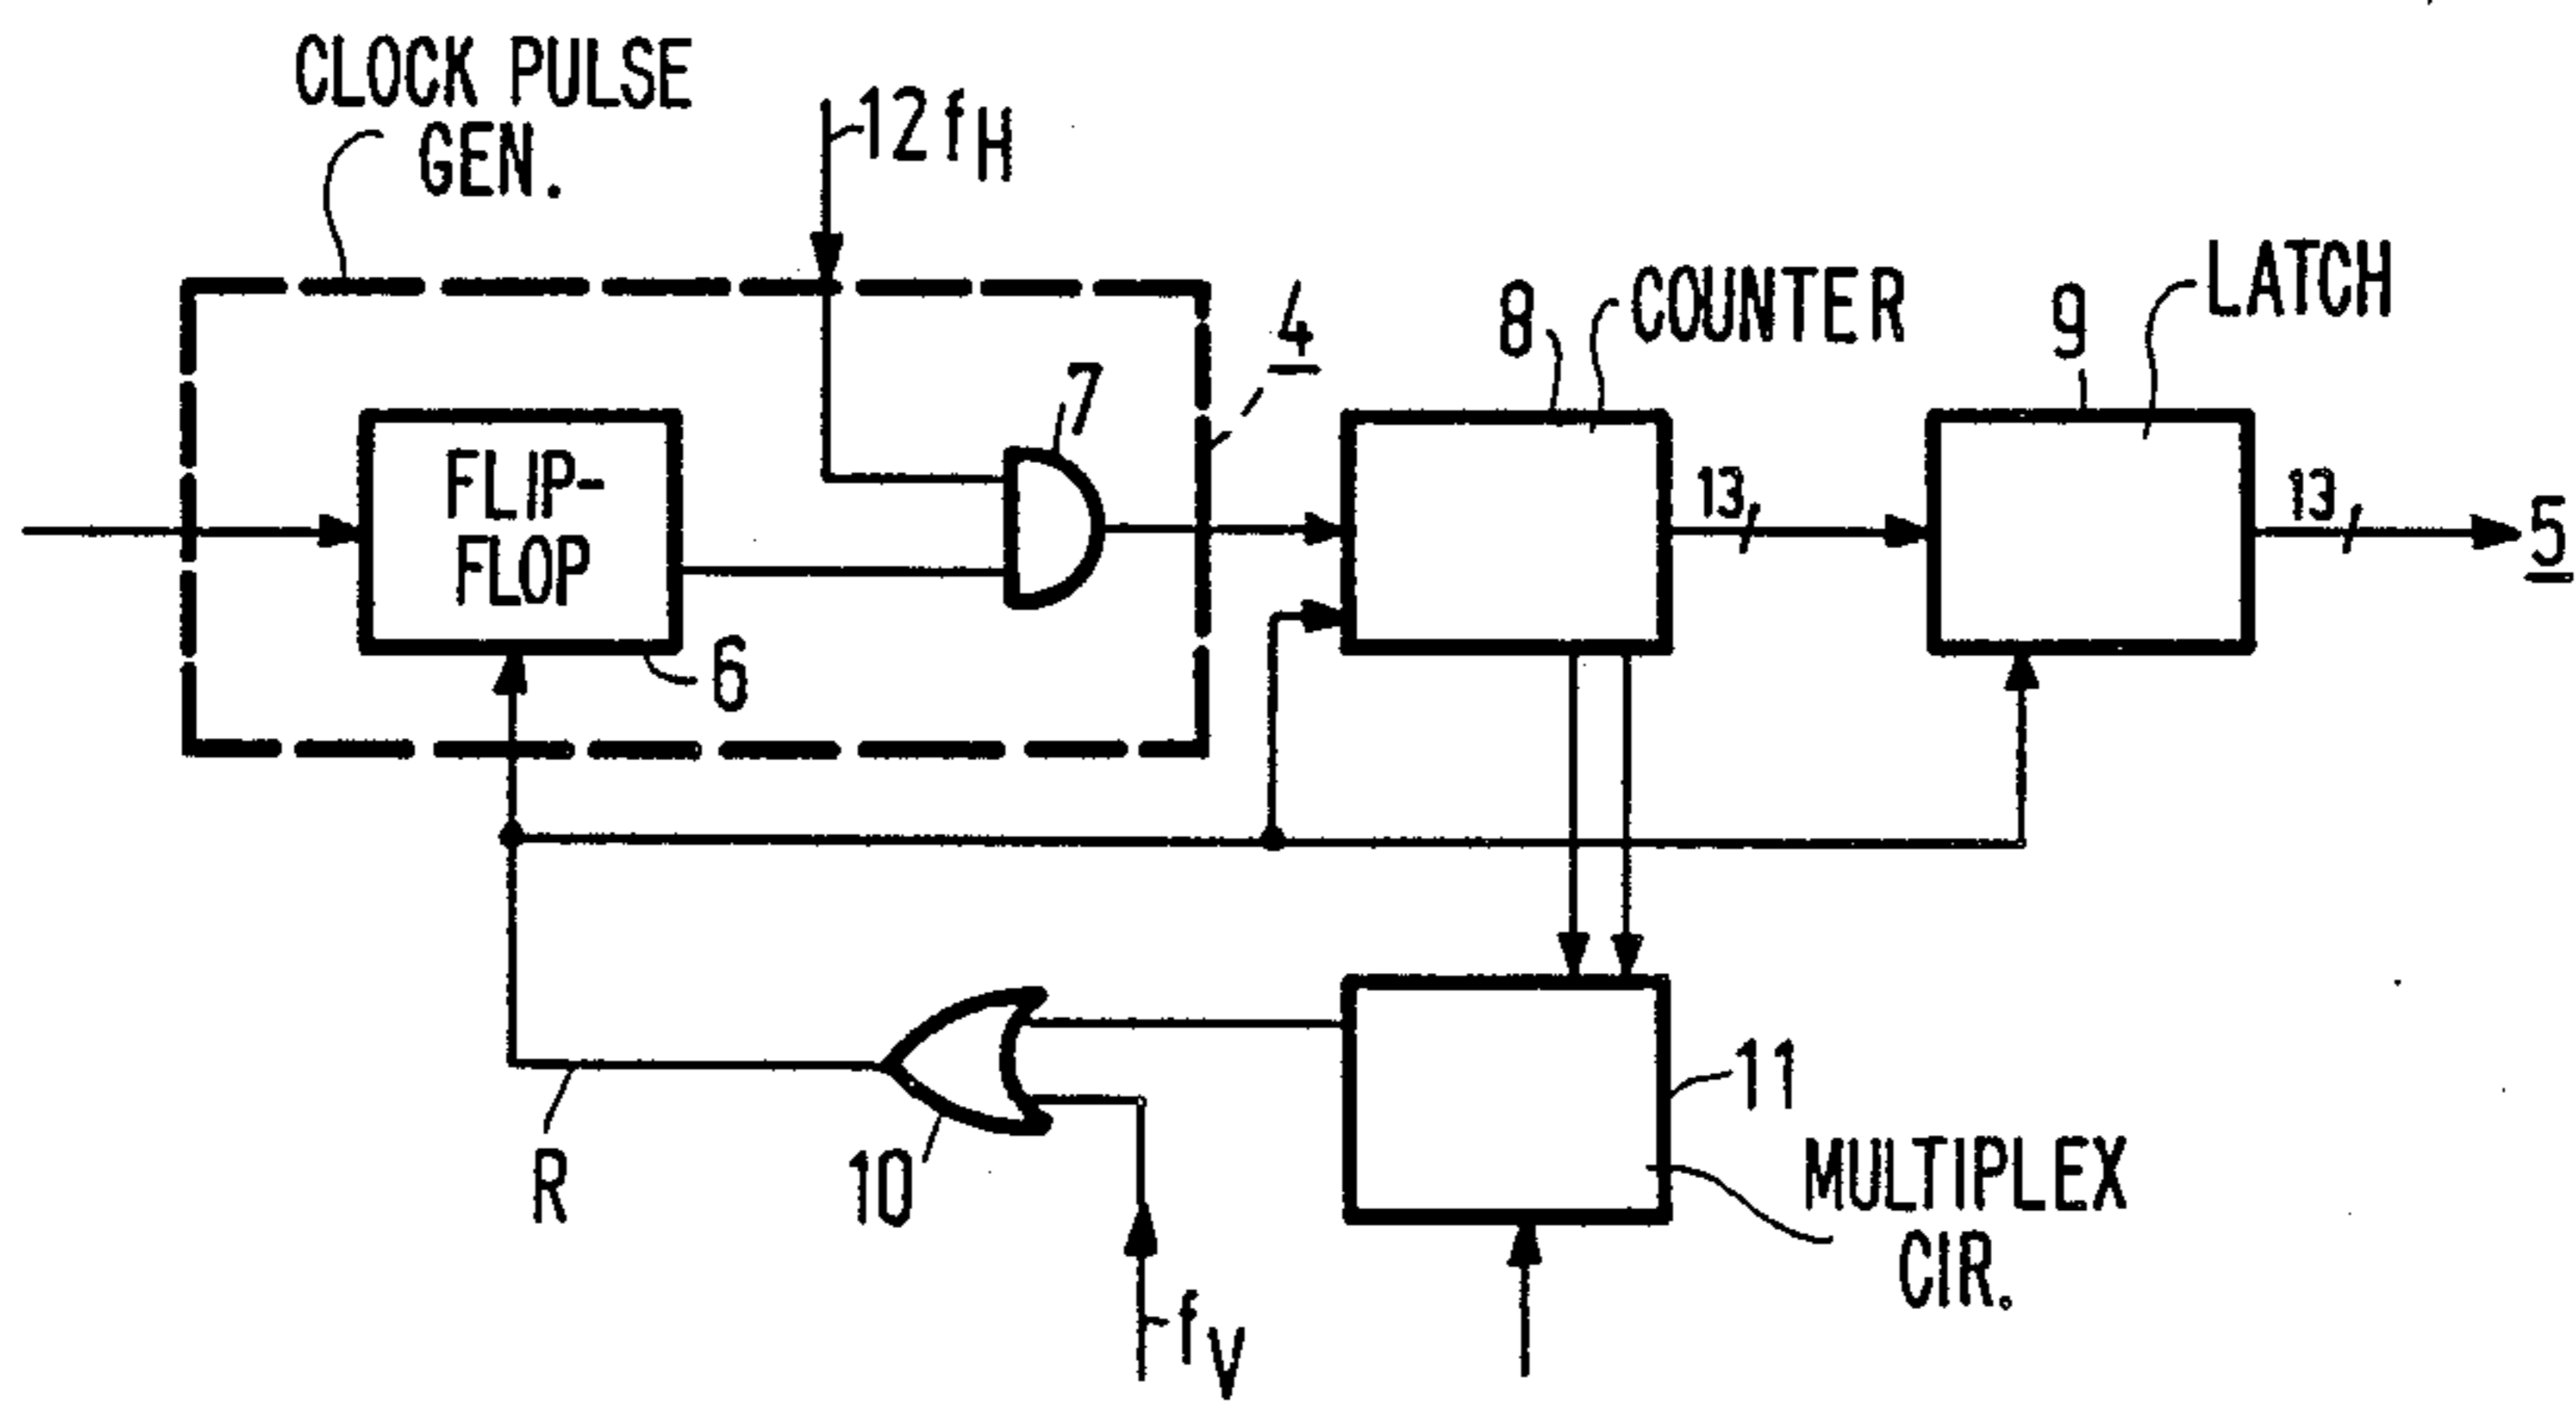 CLOCK PULSE
GEN.
12fH
4
7
8
COUNTER
9
LATCH
FLIP-
FLOP
13
13
5
6
11
R
10
MULTIPLEX
CIR.
fV